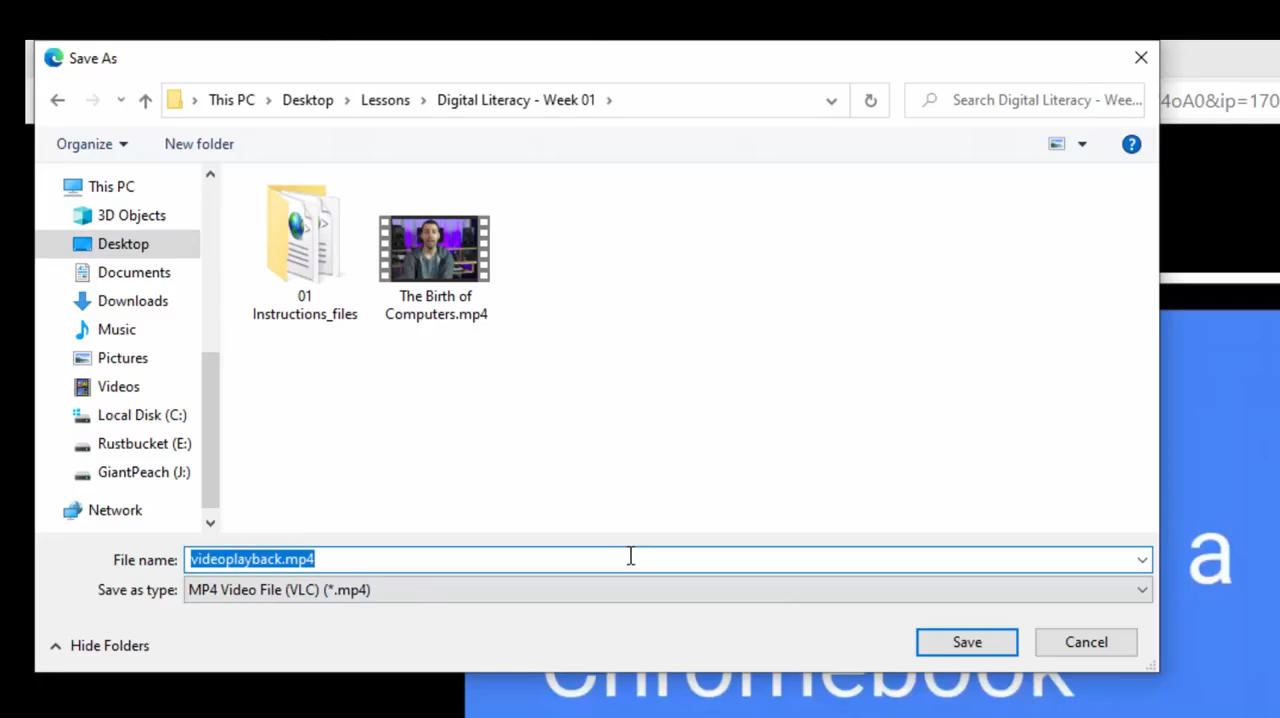 Save As
This PC > Desktop > Lessons > Digital Literacy - Week 01 >
Search Digital Literacy - Wee...
4oA0&ip=170
Organize
New folder
This PC
3D Objects
Desktop
Documents
Downloads
Music
Pictures
Videos
Local Disk (C:)
Rustbucket (E:)
GiantPeach (J:)
Network
01
Instructions_files
The Birth of
Computers.mp4
File name: videoplayback.mp4
Save as type: MP4 Video File (VLC) (*.mp4)
Hide Folders
Save
Cancel
a
Chromebook